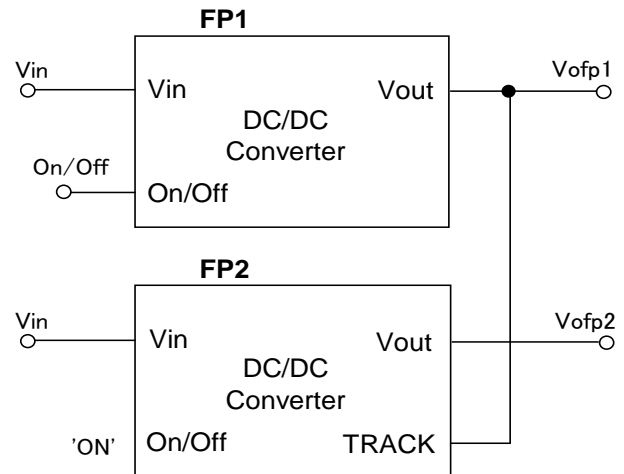 FP1
Vin
Vin
Vout
Vofp1
DC/DC
Converter
On/Off
On/Off
FP2
Vin
Vin
Vout
Vofp2
DC/DC
Converter
'ON'
On/Off
TRACK